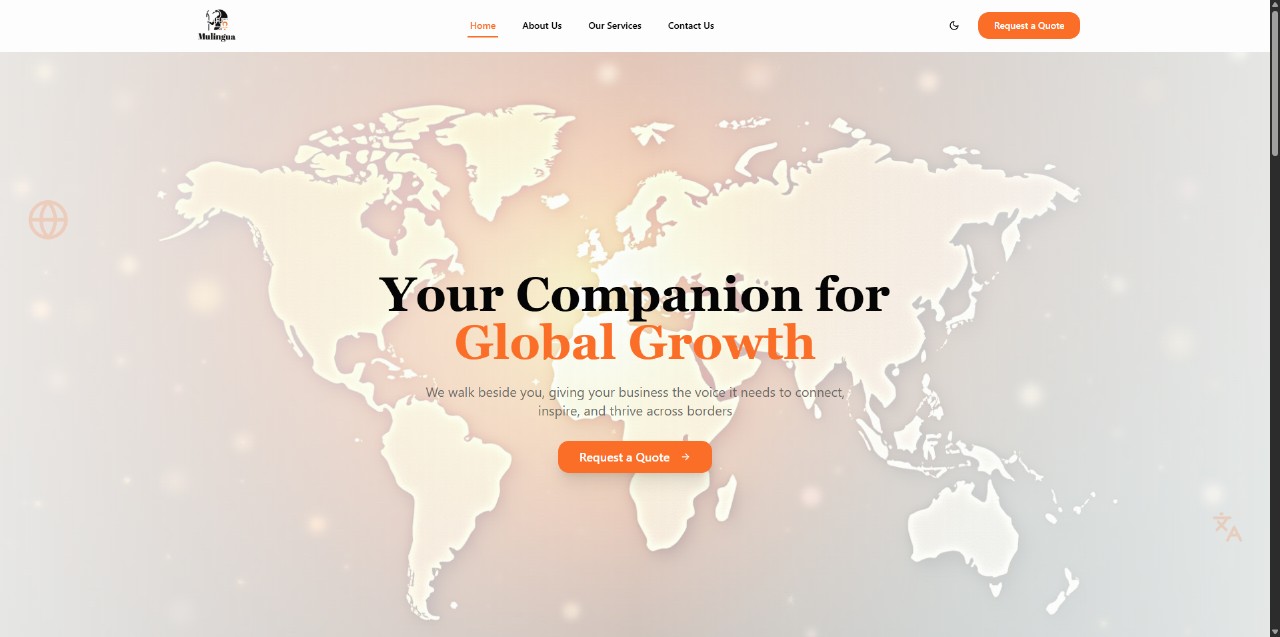 Mulingua
Home
About Us
Our Services
Contact Us
Request a Quote
Your Companion for
Global Growth
We walk beside you, giving your business the voice it needs to connect,
inspire, and thrive across borders
Request a Quote →